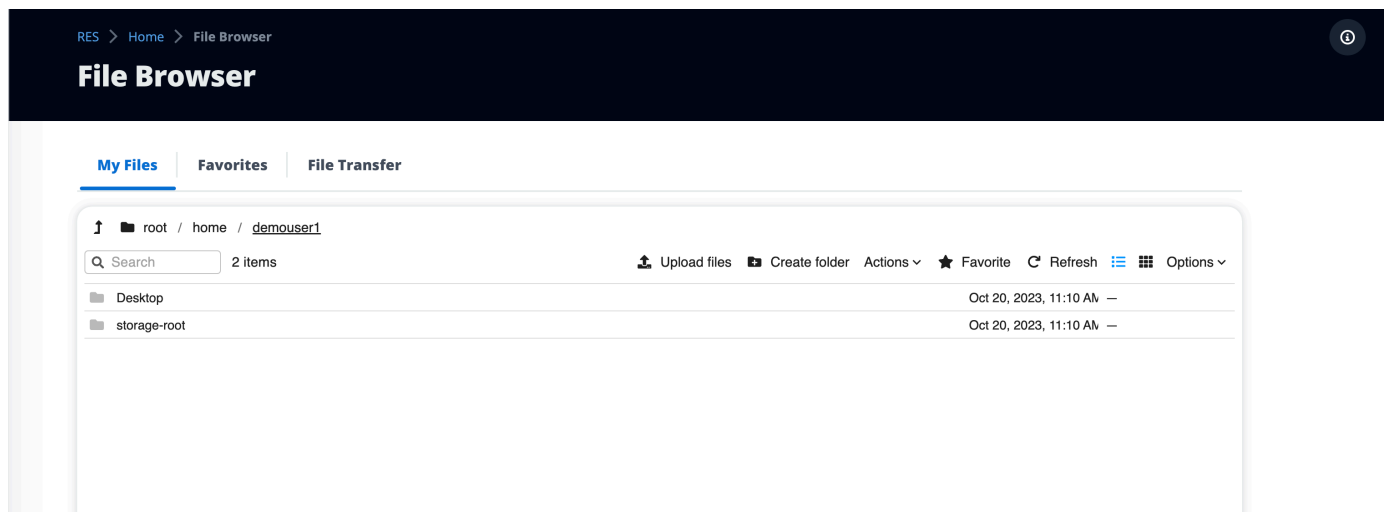 RES > Home > File Browser
File Browser
My Files Favorites File Transfer
root / home / demouser1
Search 2 items Upload files Create folder Actions Favorite Refresh Options
Desktop Oct 20, 2023, 11:10 AM —
storage-root Oct 20, 2023, 11:10 AM —